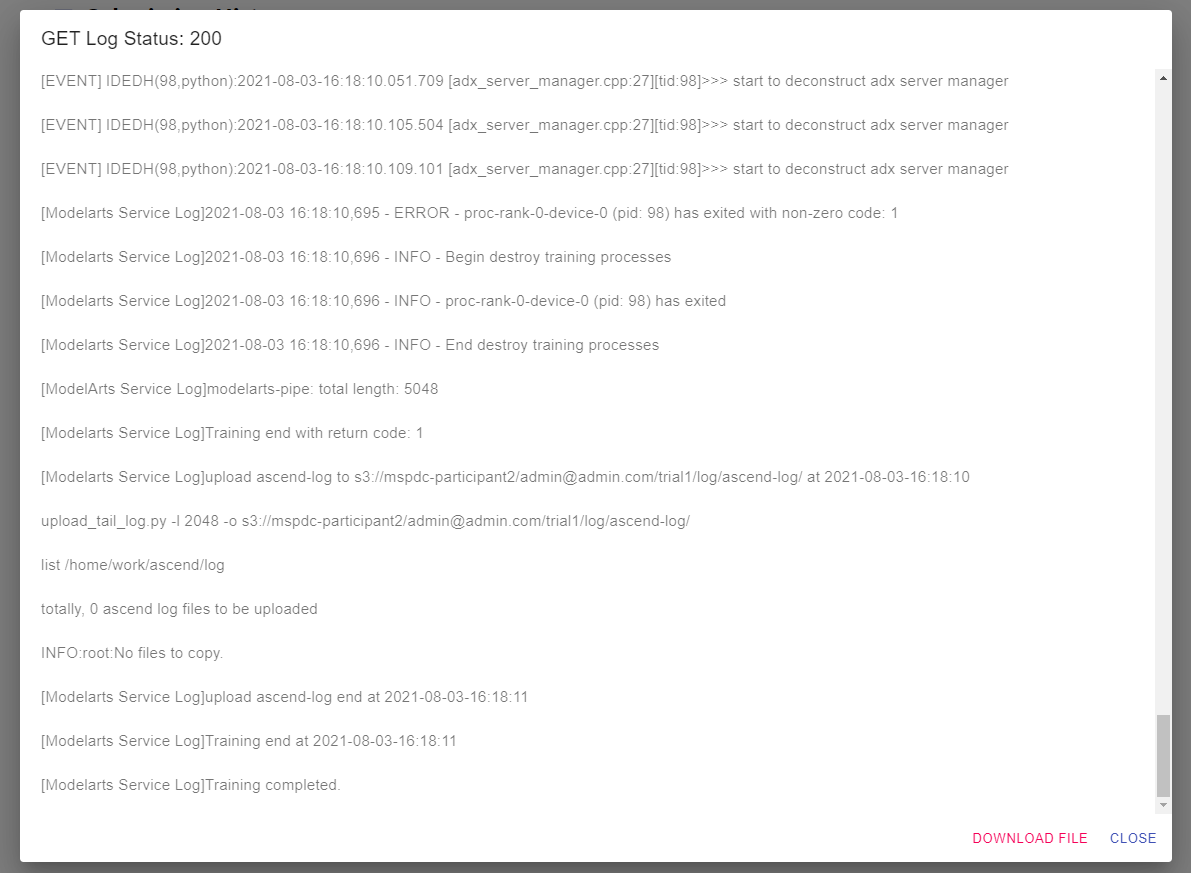 GET Log Status: 200
[EVENT] IDEDH(98,python):2021-08-03-16:18:10.051.709 [adx_server_manager.cpp:27][tid:98]>>> start to deconstruct adx server manager
[EVENT] IDEDH(98,python):2021-08-03-16:18:10.105.504 [adx_server_manager.cpp:27][tid:98]>>> start to deconstruct adx server manager
[EVENT] IDEDH(98,python):2021-08-03-16:18:10.109.101 [adx_server_manager.cpp:27][tid:98]>>> start to deconstruct adx server manager
[Modelarts Service Log]2021-08-03 16:18:10,695 - ERROR - proc-rank-0-device-0 (pid: 98) has exited with non-zero code: 1
[Modelarts Service Log]2021-08-03 16:18:10,696 - INFO - Begin destroy training processes
[Modelarts Service Log]2021-08-03 16:18:10,696 - INFO - proc-rank-0-device-0 (pid: 98) has exited
[Modelarts Service Log]2021-08-03 16:18:10,696 - INFO - End destroy training processes
[ModelArts Service Log]modelarts-pipe: total length: 5048
[Modelarts Service Log]Training end with return code: 1
[Modelarts Service Log]upload ascend-log to s3://mspdc-participant2/admin@admin.com/trial1/log/ascend-log/ at 2021-08-03-16:18:10
upload_tail_log.py -l 2048 -o s3://mspdc-participant2/admin@admin.com/trial1/log/ascend-log/
list /home/work/ascend/log
totally, 0 ascend log files to be uploaded
INFO:root:No files to copy.
[Modelarts Service Log]upload ascend-log end at 2021-08-03-16:18:11
[Modelarts Service Log]Training end at 2021-08-03-16:18:11
[Modelarts Service Log]Training completed.
DOWNLOAD FILE CLOSE